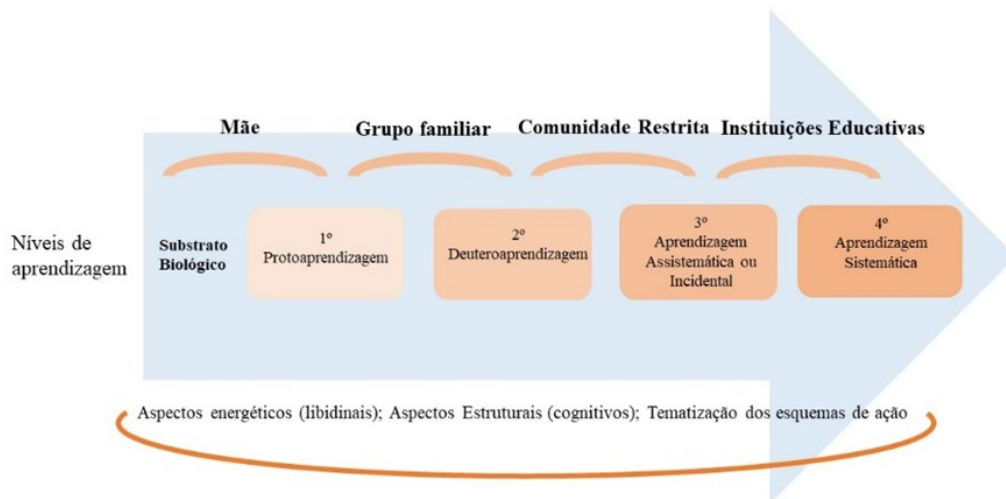 Mãe
Grupo familiar
Comunidade Restrita
Instituições Educativas
Níveis de
aprendizagem
Substrato
Biológico
1º
Protoaprendizagem
2º
Deuteroaprendizagem
3º
Aprendizagem
Assistemática ou
Incidental
4º
Aprendizagem
Sistemática
Aspectos energéticos (libidinais); Aspectos Estruturais (cognitivos); Tematização dos esquemas de ação